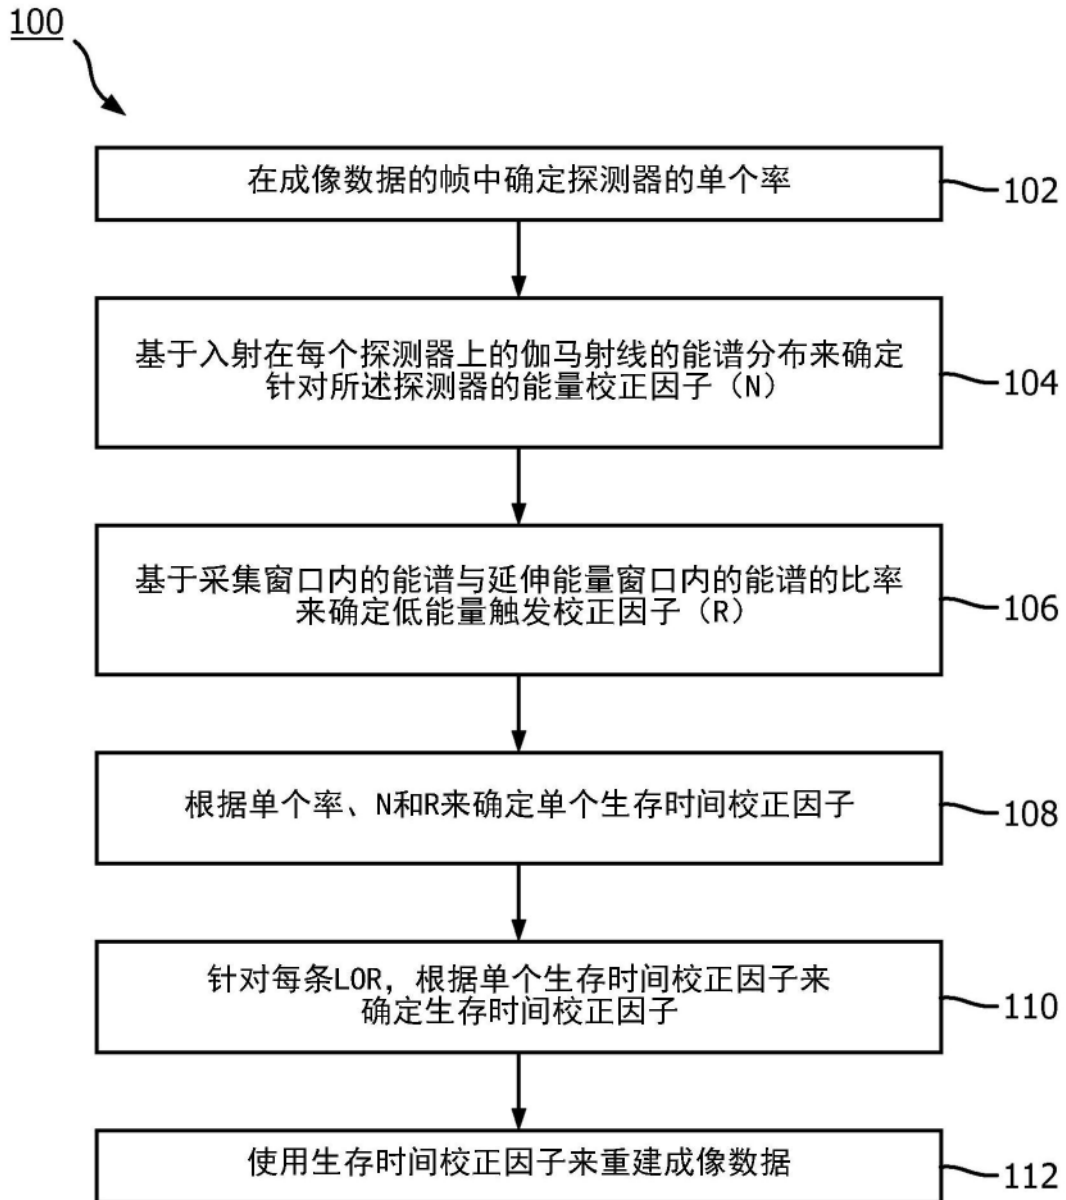 100
在成像数据的帧中确定探测器的单个率
102
基于入射在每个探测器上的伽马射线的能谱分布来确定
针对所述探测器的能量校正因子（N）
104
基于采集窗口内的能谱与延伸能量窗口内的能谱的比率
来确定低能量触发校正因子（R）
106
根据单个率、N和R来确定单个生存时间校正因子
108
针对每条LOR，根据单个生存时间校正因子来
确定生存时间校正因子
110
使用生存时间校正因子来重建成像数据
112